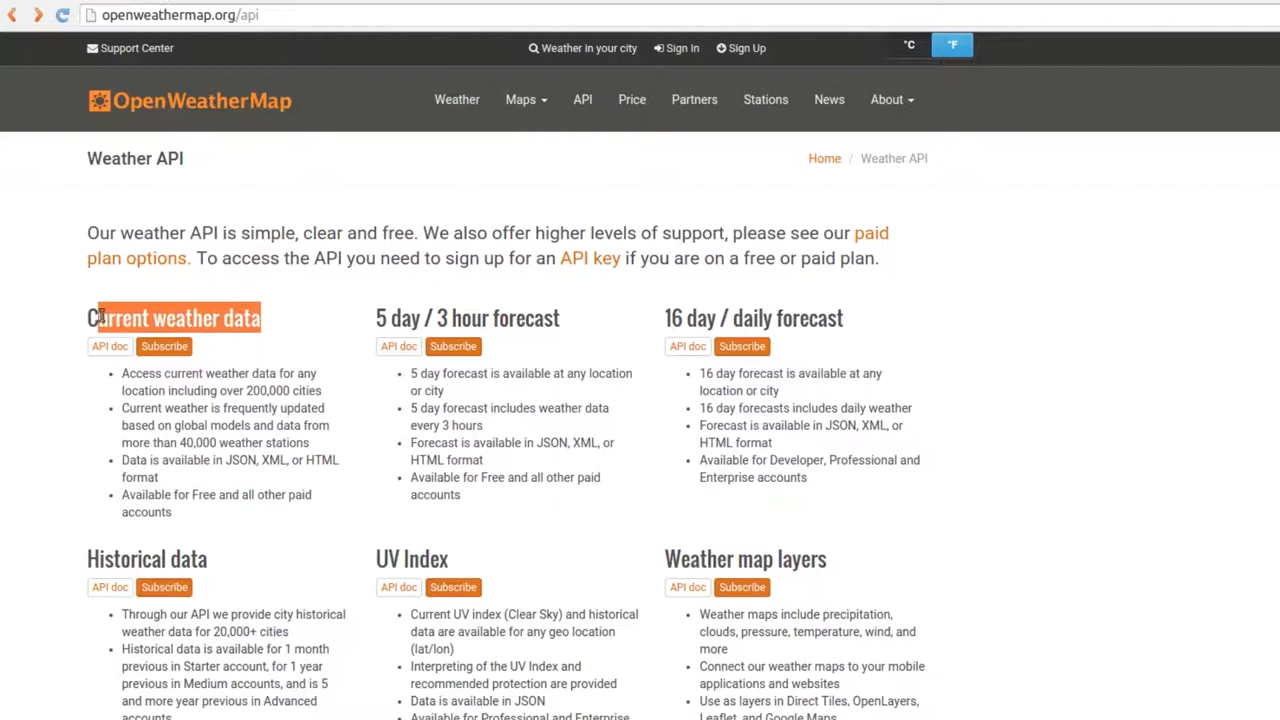 openweathermap.org/api
Support Center
Weather in your city Sign In Sign Up
°C °F
OpenWeatherMap
Weather Maps API Price Partners Stations News About
Weather API
Home / Weather API
Our weather API is simple, clear and free. We also offer higher levels of support, please see our paid
plan options. To access the API you need to sign up for an API key if you are on a free or paid plan.
Current weather data
API doc Subscribe
• Access current weather data for any
location including over 200,000 cities
• Current weather is frequently updated
based on global models and data from
more than 40,000 weather stations
• Data is available in JSON, XML, or HTML
format
• Available for Free and all other paid
accounts
5 day / 3 hour forecast
API doc Subscribe
• 5 day forecast is available at any location
or city
• 5 day forecast includes weather data
every 3 hours
• Forecast is available in JSON, XML, or
HTML format
• Available for Free and all other paid
accounts
16 day / daily forecast
API doc Subscribe
• 16 day forecast is available at any
location or city
• 16 day forecasts includes daily weather
• Forecast is available in JSON, XML, or
HTML format
• Available for Developer, Professional and
Enterprise accounts
Historical data
API doc Subscribe
• Through our API we provide city historical
weather data for 20,000+ cities
• Historical data is available for 1 month
previous in Starter account, for 1 year
previous in Medium accounts, and is 5
and more year previous in Advanced
accounts
UV Index
API doc Subscribe
• Current UV index (Clear Sky) and historical
data are available for any geo location
(lat/lon)
• Interpreting of the UV Index and
recommended protection are provided
• Data is available in JSON
• Available for Professional and Enterprise
Weather map layers
API doc Subscribe
• Weather maps include precipitation,
clouds, pressure, temperature, wind, and
more
• Connect our weather maps to your mobile
applications and websites
• Use as layers in Direct Tiles, OpenLayers,
Leaflet, and Google Maps